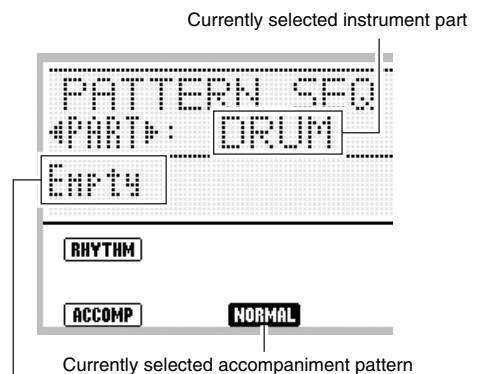 Currently selected instrument part
PATTERN SEQ
◄PART►: DRUM
Empty
RHYTHM
ACCOMP NORMAL
Currently selected accompaniment pattern